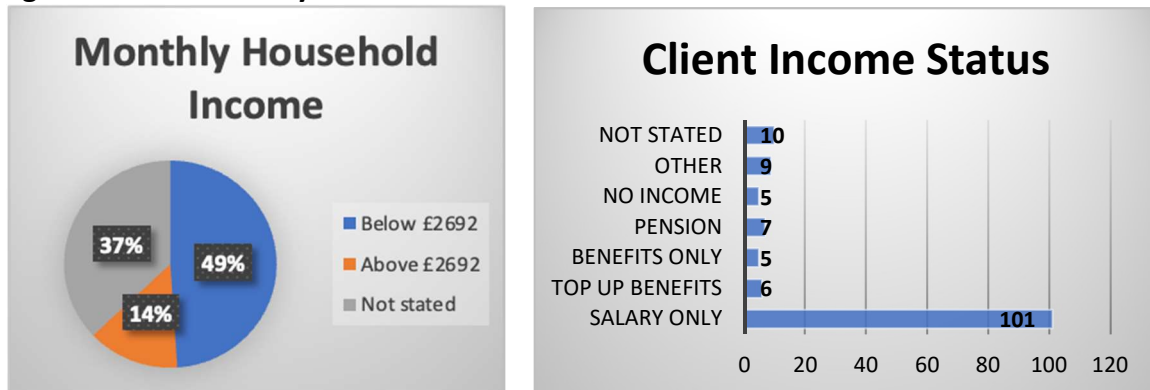 Monthly Household
Income
37%
49%
14%
Below £2692
Above £2692
Not stated
Client Income Status
NOT STATED 10
OTHER 9
NO INCOME 5
PENSION 7
BENEFITS ONLY 5
TOP UP BENEFITS 6
SALARY ONLY 101
0 20 40 60 80 100 120